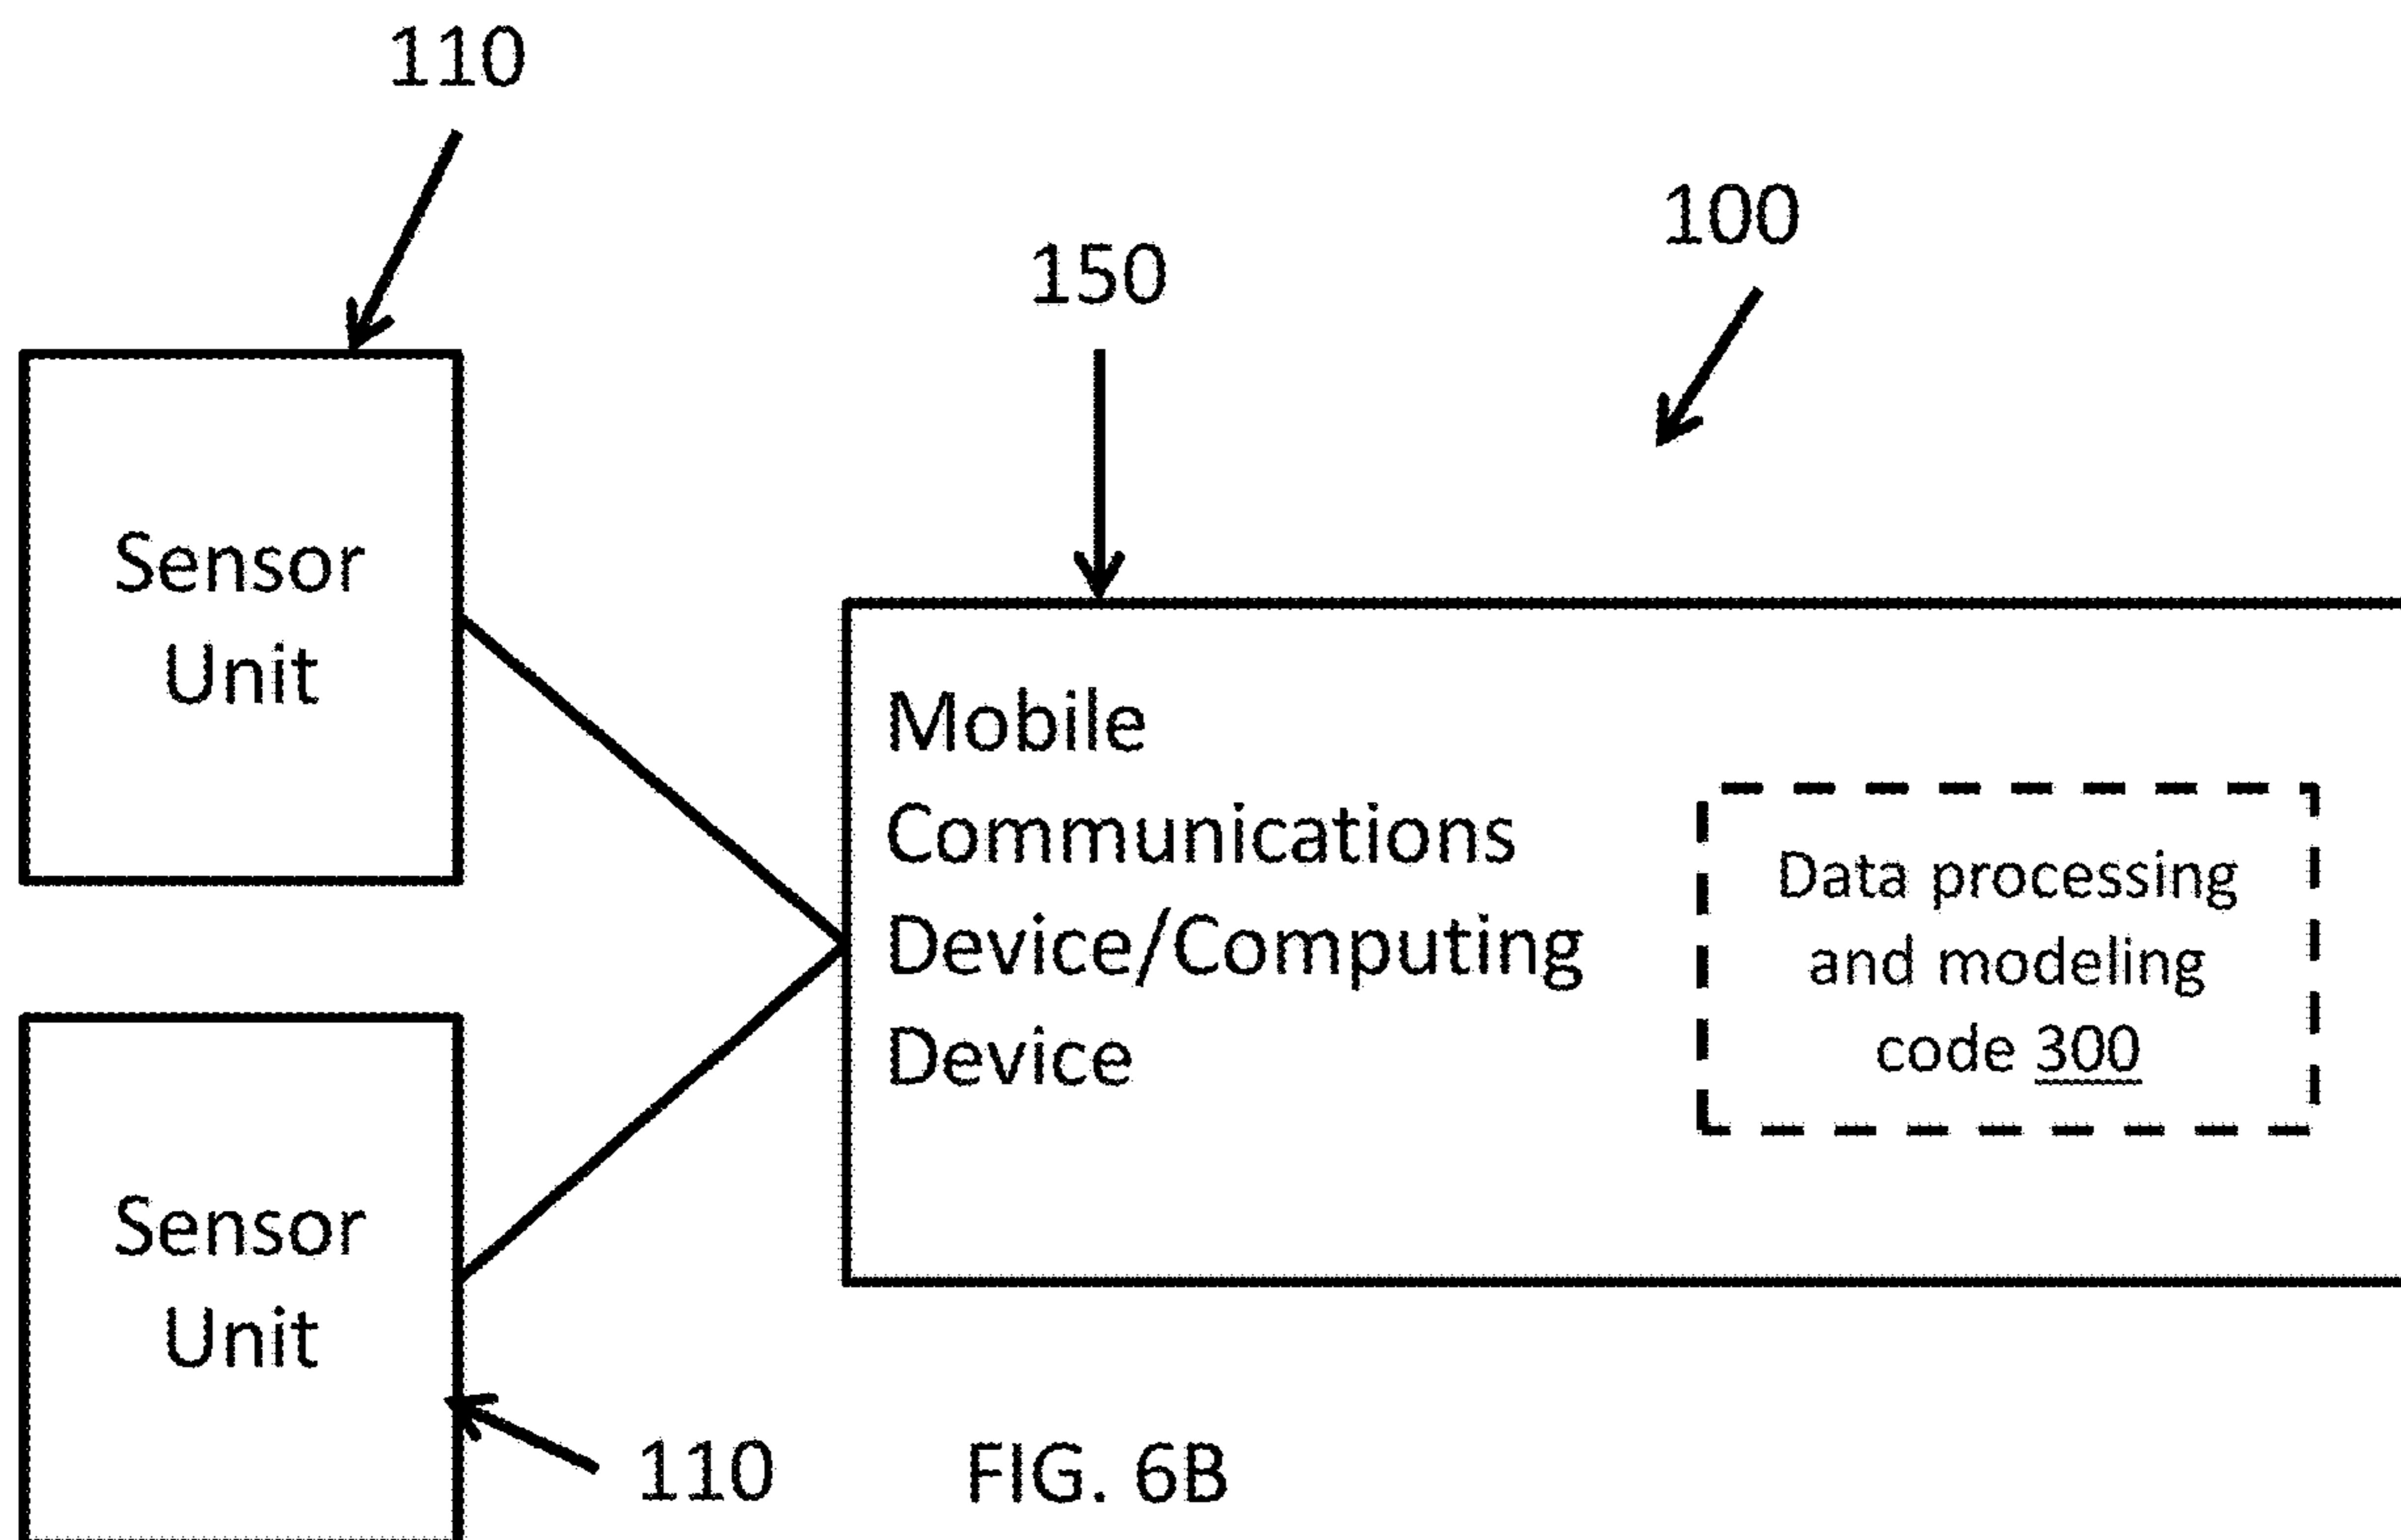 110
100
150
Sensor
Unit
Mobile
Communications
Device/Computing
Device
Data processing
and modeling
code 300
Sensor
Unit
110
FIG. 6B